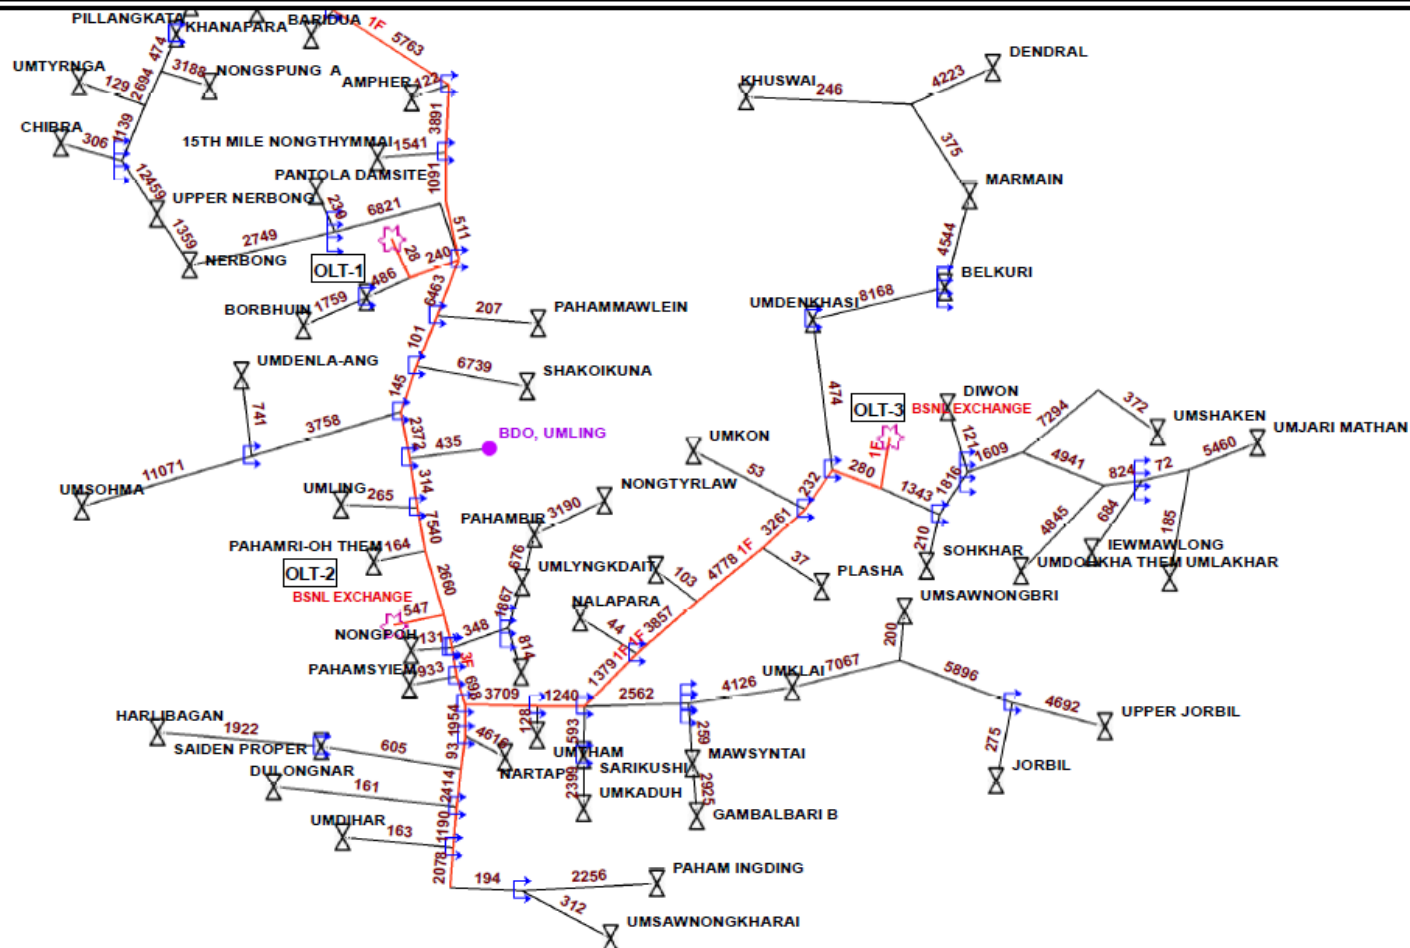 PILLANGKATA
KHANAPARA
BARIDUA
1F
5763
DENDRAL
474
UMTYRNGA
3188
NONGSPUNG A
129
2694
AMPHER
122
KHUSWAI
246
4223
3891
CHIBRA
306
1139
15TH MILE NONGTHYMMAI
1541
375
12459
PANTOLA DAMSITE
1091
MARMAIN
UPPER NERBONG
230
6821
1359
2749
511
4544
NERBONG
28
240
OLT-1
486
BELKURI
8168
BORBHUIN
1759
6463
207
PAHAMMAWLEIN
UMDENKHASI
101
UMDENLA-ANG
6739
SHAKOIKUNA
145
474
DIWON
OLT-3
BSNL EXCHANGE
372
741
3758
2372
435
BDO, UMLING
UMKON
1F
121
7294
UMSHAKEN
UMJARI MATHAN
11071
314
53
280
1609
4941
5460
UMSOHMA
UMLING
265
NONGTYRLAW
232
1343
1816
824
72
7540
PAHAMBIR
3190
3261
210
4845
684
185
PAHAMRI-OH THEM
164
676
1F
SOHKHAR
IEWMAWLONG
OLT-2
2660
UMLYNGKDAIT
103
4778
37
PLASHA
UMDOHKHA THEM
UMLAKHAR
BSNL EXCHANGE
547
1867
NALAPARA
UMSAWNONGBRI
NONGPOH
131
348
44
3857
200
814
1F
1F
PAHAMSYIEM
933
3F
698
1379
UMKLAI
7067
3709
1240
2562
4126
5896
HARLIBAGAN
1922
1954
128
593
259
4692
UPPER JORBIL
SAIDEN PROPER
605
93
4616
UMTHAM
MAWSYNTAI
275
DULONGNAR
NARTAP
SARIKUSHI
JORBIL
161
2414
2399
UMKADUH
2925
GAMBALBARI B
UMDIHAR
163
1190
2078
194
2256
PAHAM INGDING
312
UMSAWNONGKHARAI